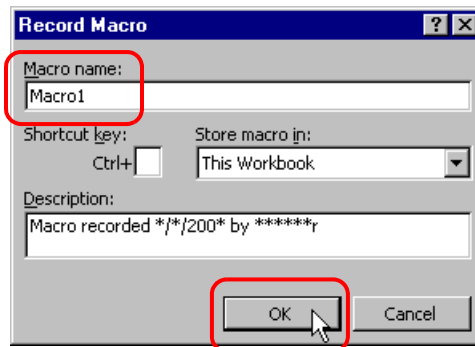 Record Macro
Macro name:
Macro1
Shortcut key: Store macro in:
Ctrl+ This Workbook
Description:
Macro recorded */*/200* by ******r
OK Cancel